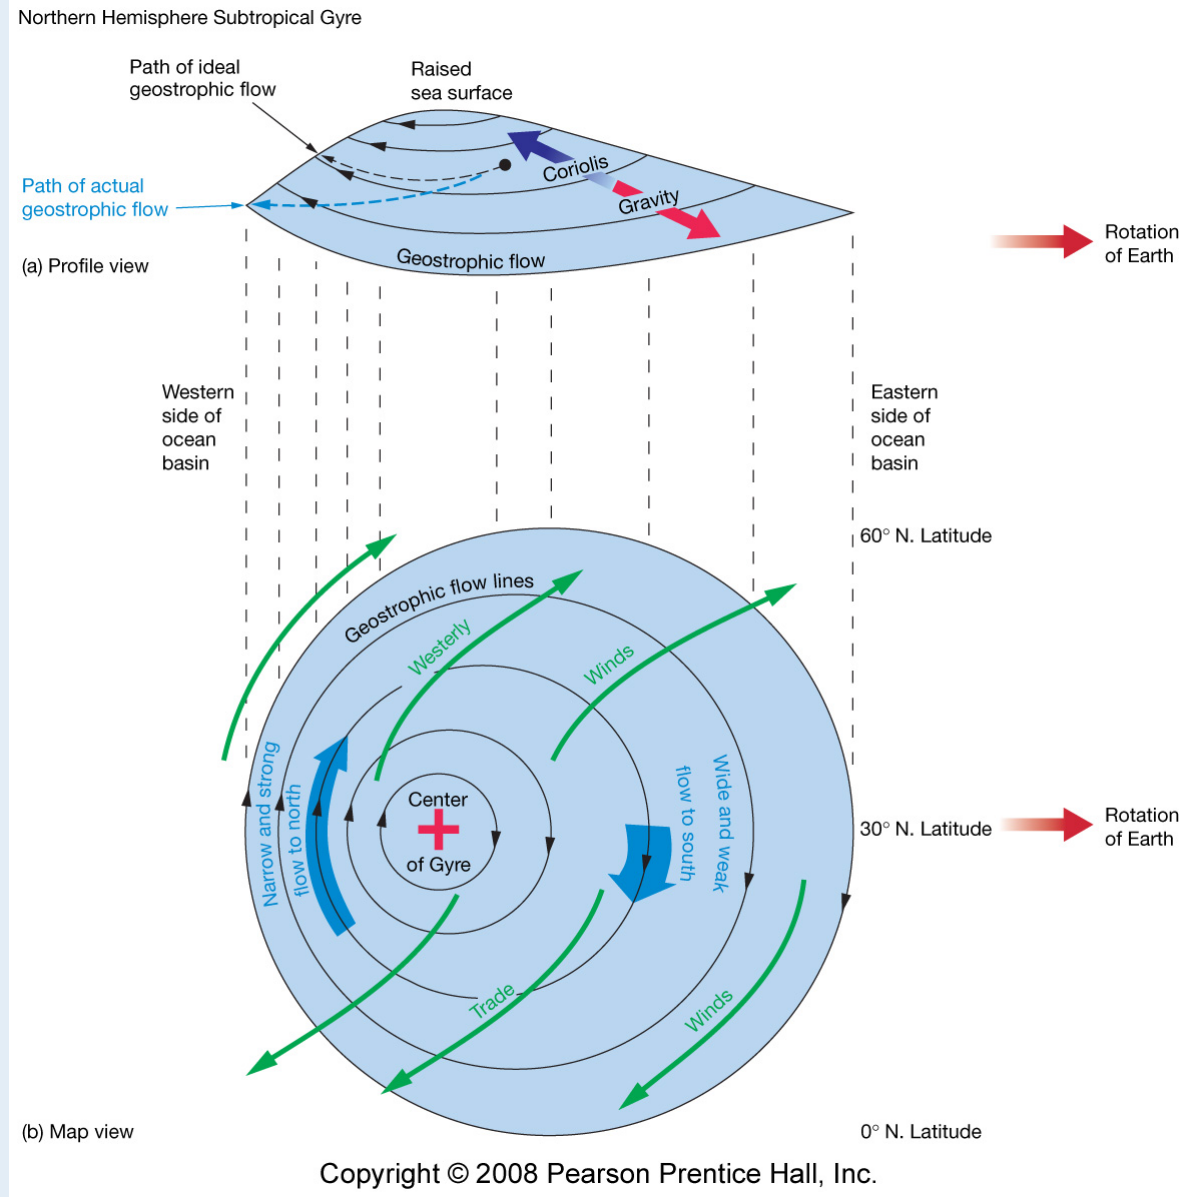 Northern Hemisphere Subtropical Gyre
Path of ideal
geostrophic flow
Raised
sea surface
Coriolis
Gravity
Path of actual
geostrophic flow
Geostrophic flow
(a) Profile view
Rotation
of Earth
Western
side of
ocean
basin
Eastern
side of
ocean
basin
60° N. Latitude
Geostrophic flow lines
Westerly
Winds
Narrow and strong
flow to north
Center
of Gyre
Wide and weak
flow to south
30° N. Latitude
Rotation
of Earth
Trade
Winds
(b) Map view
0° N. Latitude
Copyright © 2008 Pearson Prentice Hall, Inc.